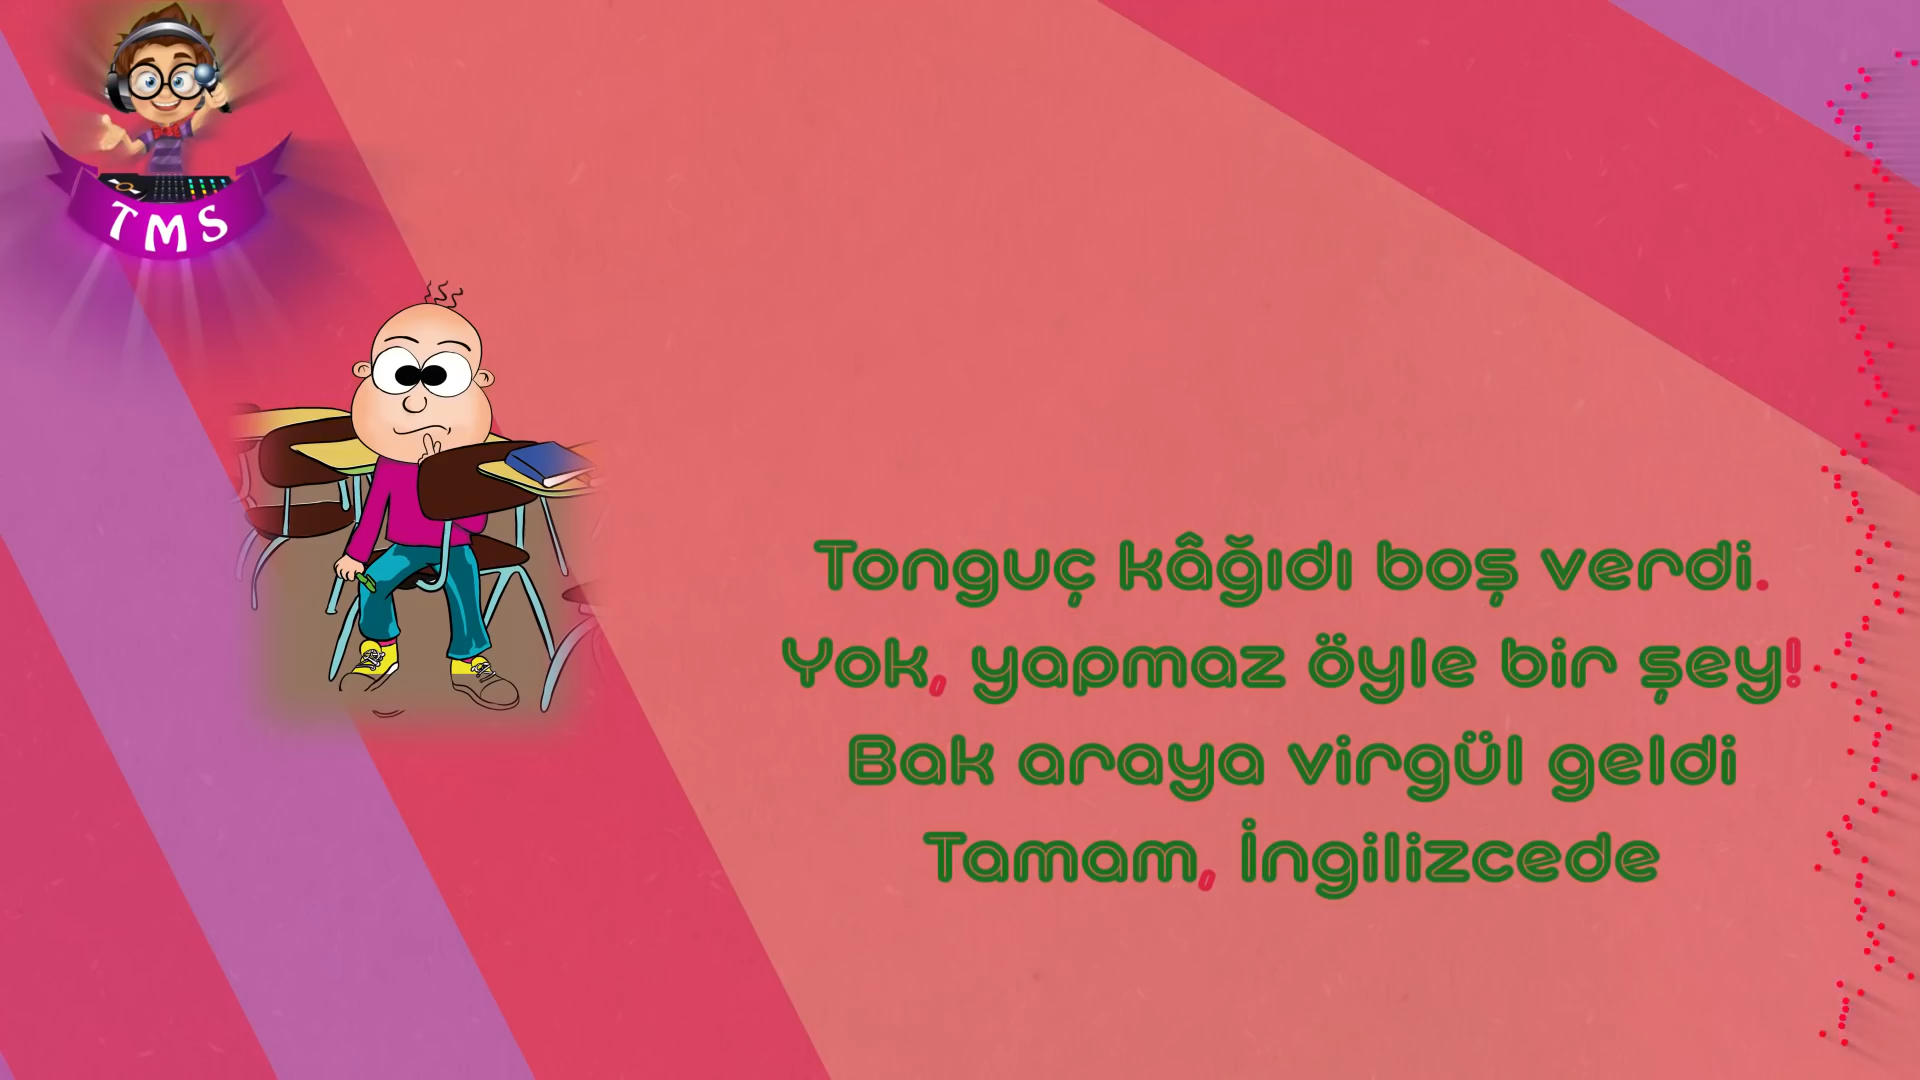 TMS
Tonguç kâğıdı boş verdi.
Yok, yapmaz öyle bir şey!
Bak araya virgül geldi
Tamam, İngilizcede